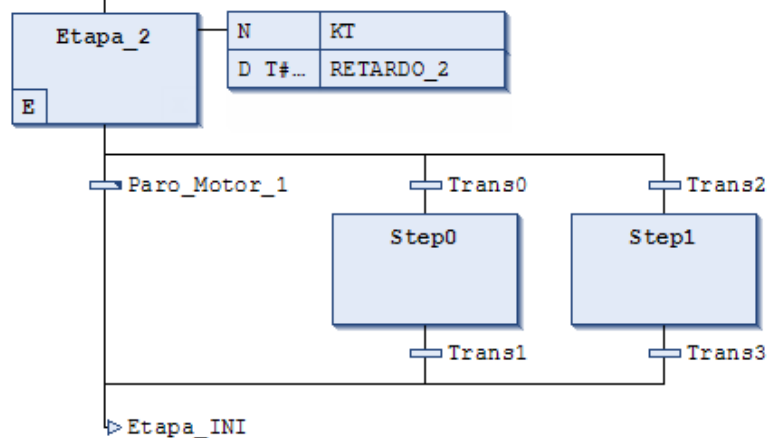 Etapa_2
N KT
D T#... RETARDO_2
E
Paro_Motor_1 Trans0 Trans2
Step0 Step1
Trans1 Trans3
Etapa_INI